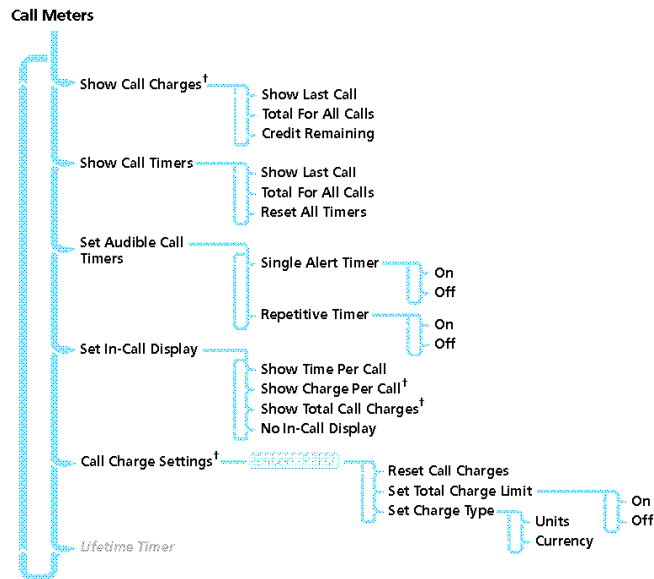 Call Meters
Show Call Charges†
Show Last Call
Total For All Calls
Credit Remaining
Show Call Timers
Show Last Call
Total For All Calls
Reset All Timers
Set Audible Call
Timers
Single Alert Timer
On
Off
Repetitive Timer
On
Off
Set In-Call Display
Show Time Per Call
Show Charge Per Call†
Show Total Call Charges†
No In-Call Display
Call Charge Settings†
Reset Call Charges
Set Total Charge Limit
On
Off
Set Charge Type
Units
Currency
Lifetime Timer